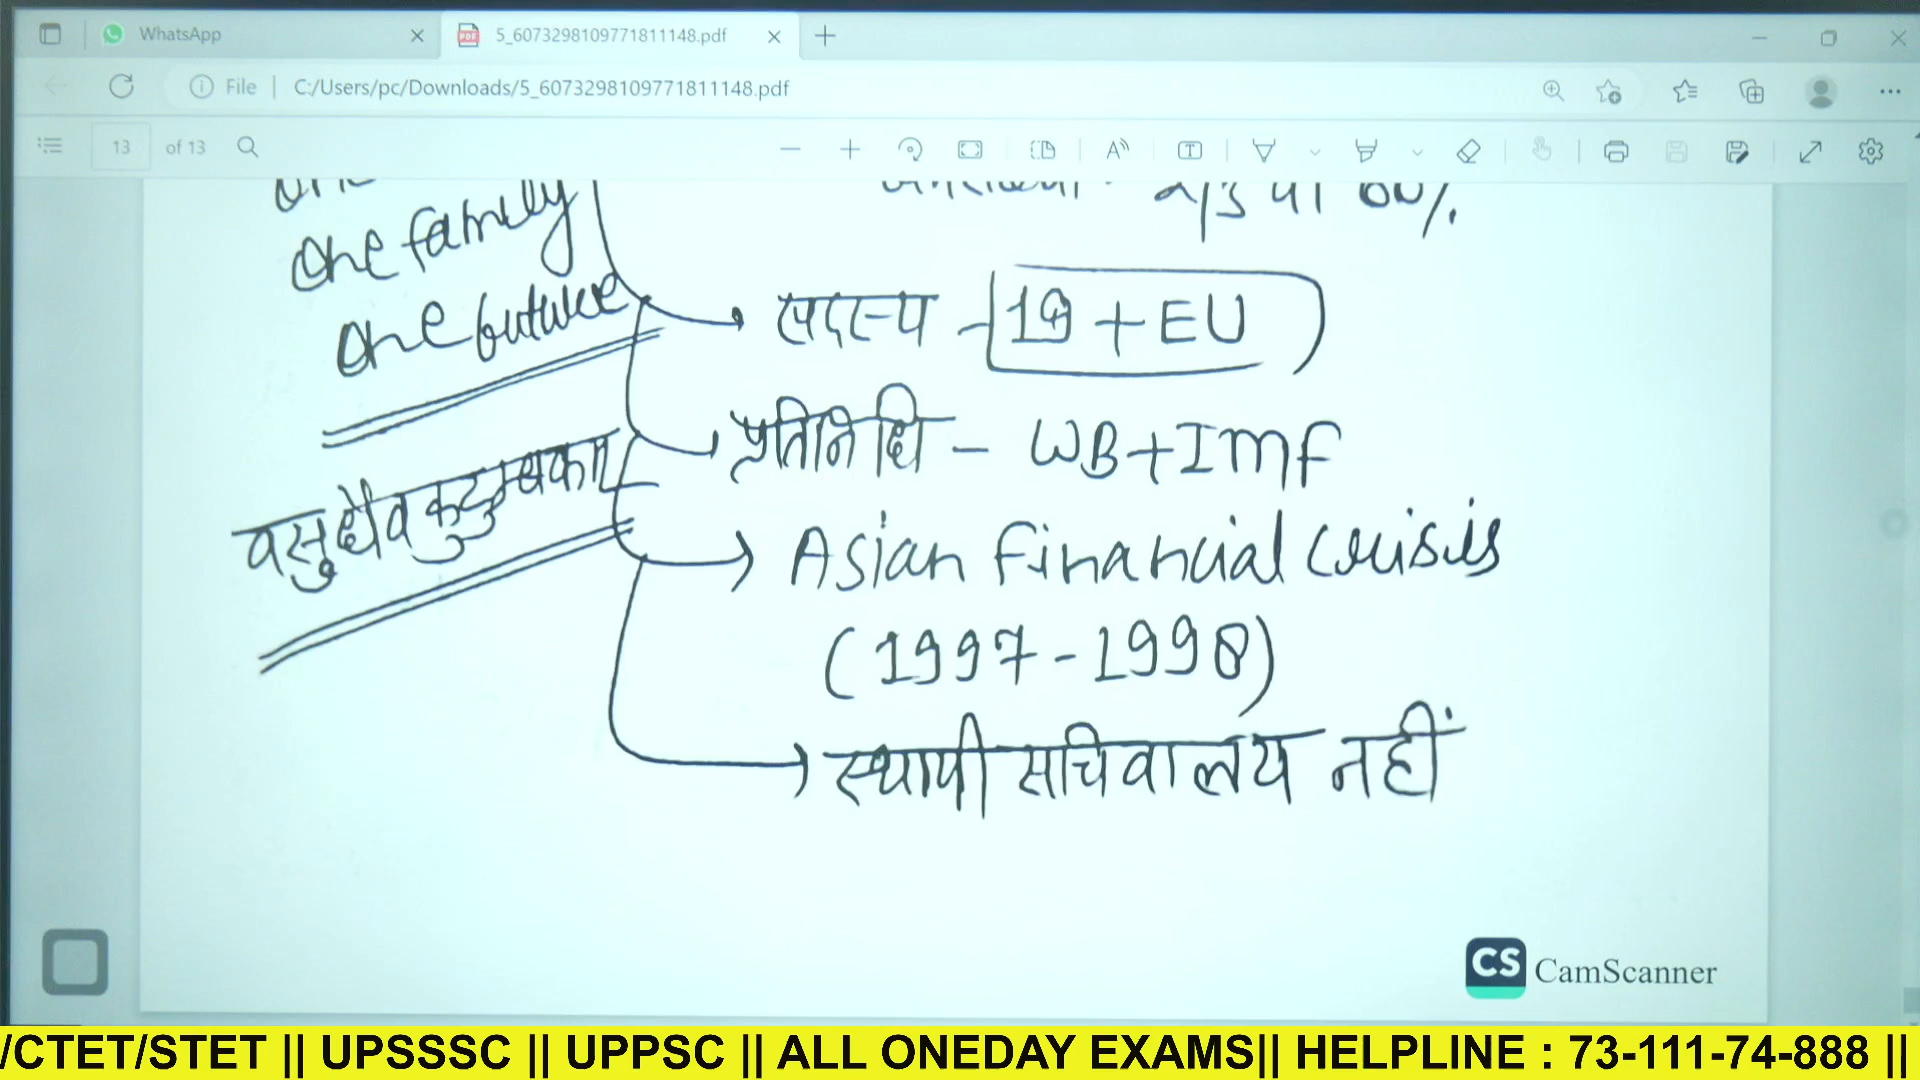 WhatsApp
5_6073298109771811148.pdf
File
C:/Users/pc/Downloads/5_6073298109771811148.pdf
13 of 13
one family
one future
वसुधैव कुटुम्बकम
60%.
सदस्य - 19 + EU
प्रतिनिधि - WB+IMF
Asian Financial Crisis
(1997-1998)
स्थायी सचिवालय नहीं
CS CamScanner
/CTET/STET || UPSSSC || UPPSC || ALL ONEDAY EXAMS|| HELPLINE : 73-111-74-888 ||